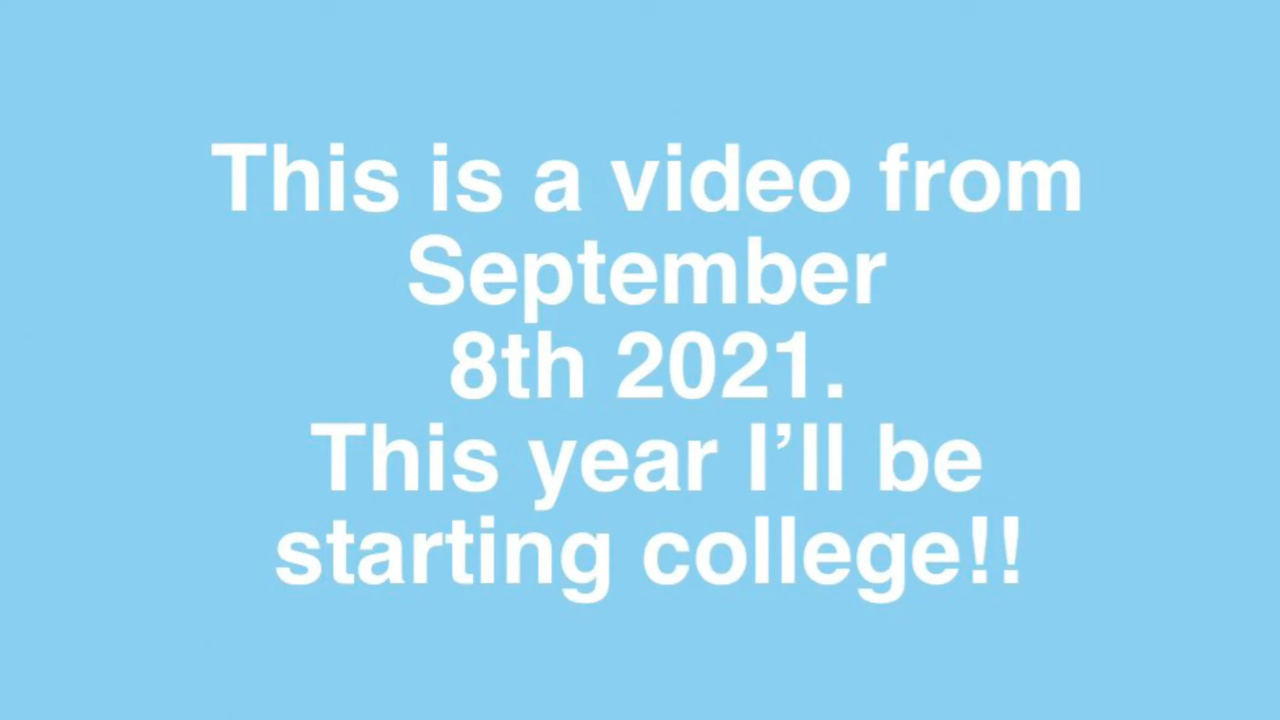 This is a video from
September
8th 2021.
This year I’ll be
starting college!!